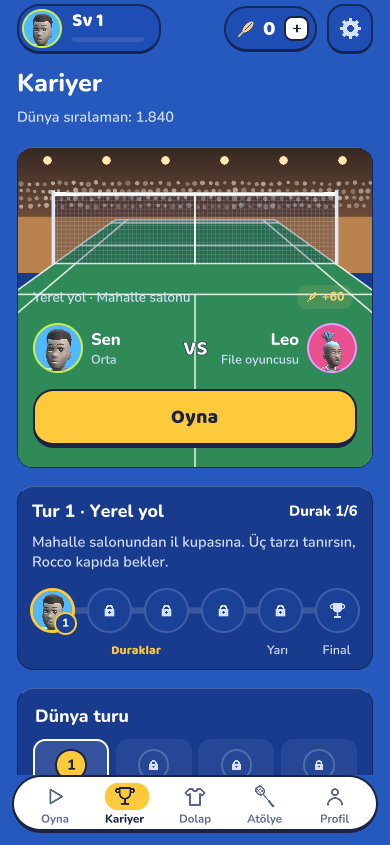 Sv 1
0
+
Kariyer
Dünya sıralaman: 1.840
Yerel yol · Mahalle salonu
+60
Sen
Orta
VS
Leo
File oyuncusu
Oyna
Tur 1 · Yerel yol
Durak 1/6
Mahalle salonundan il kupasına. Üç tarzı tanırsın,
Rocco kapıda bekler.
1
Duraklar
Yarı
Final
Dünya turu
1
Oyna
Kariyer
Dolap
Atölye
Profil